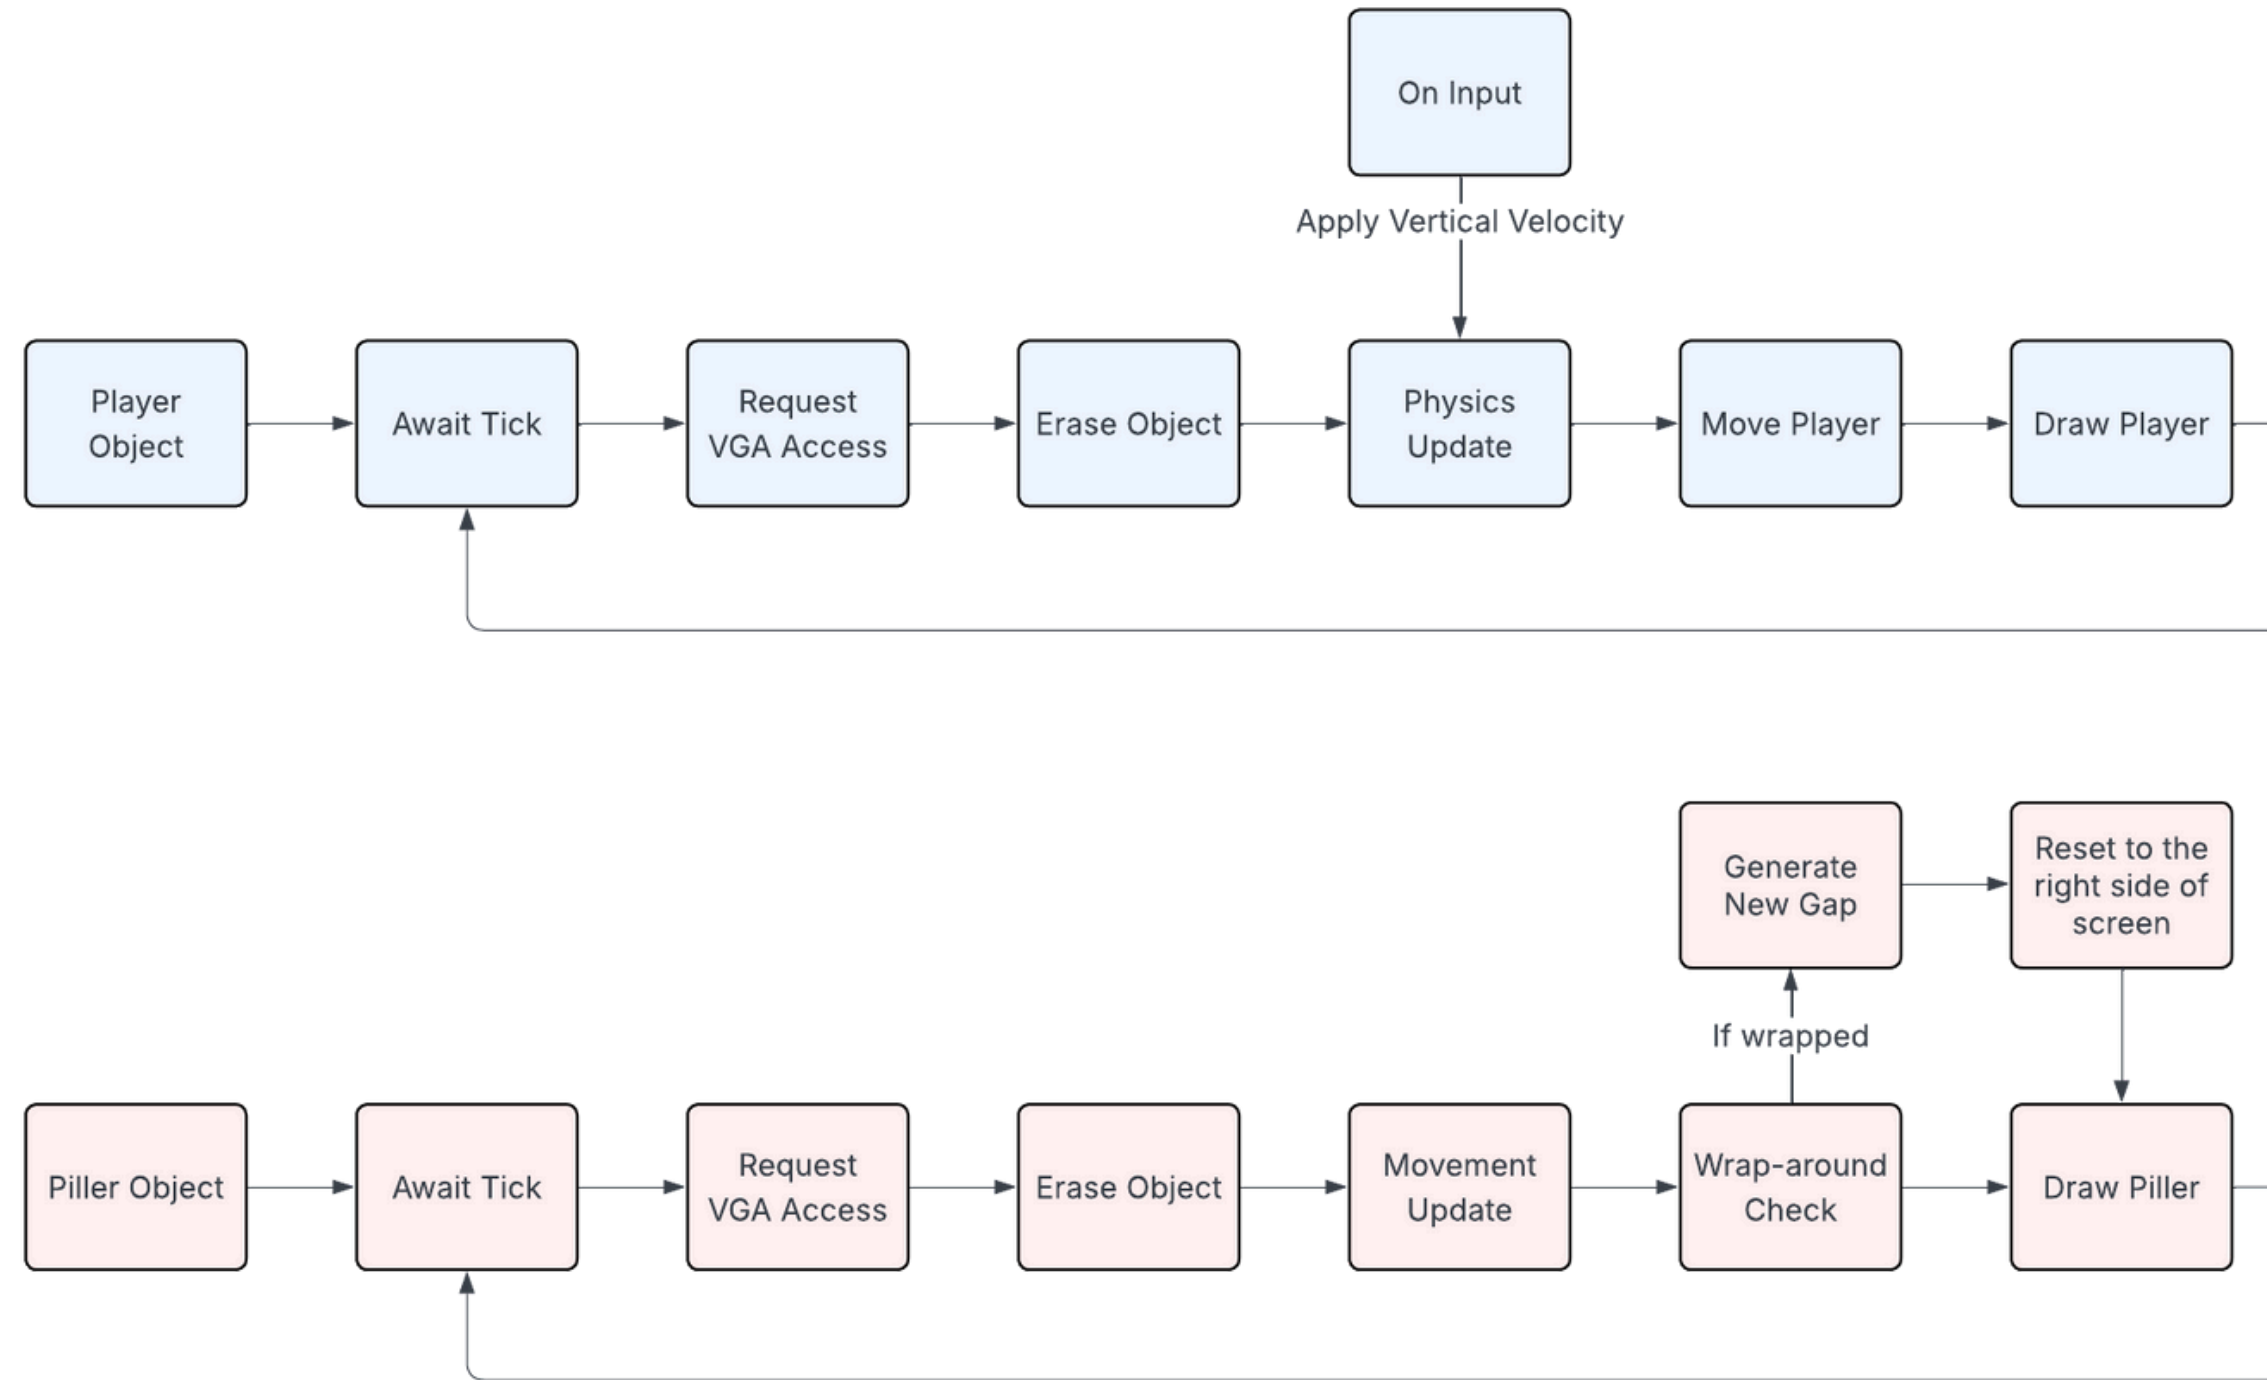 On Input
Apply Vertical Velocity
Player
Object
Await Tick
Request
VGA Access
Erase Object
Physics
Update
Move Player
Draw Player
Generate
New Gap
Reset to the
right side of
screen
If wrapped
Piller Object
Await Tick
Request
VGA Access
Erase Object
Movement
Update
Wrap-around
Check
Draw Piller